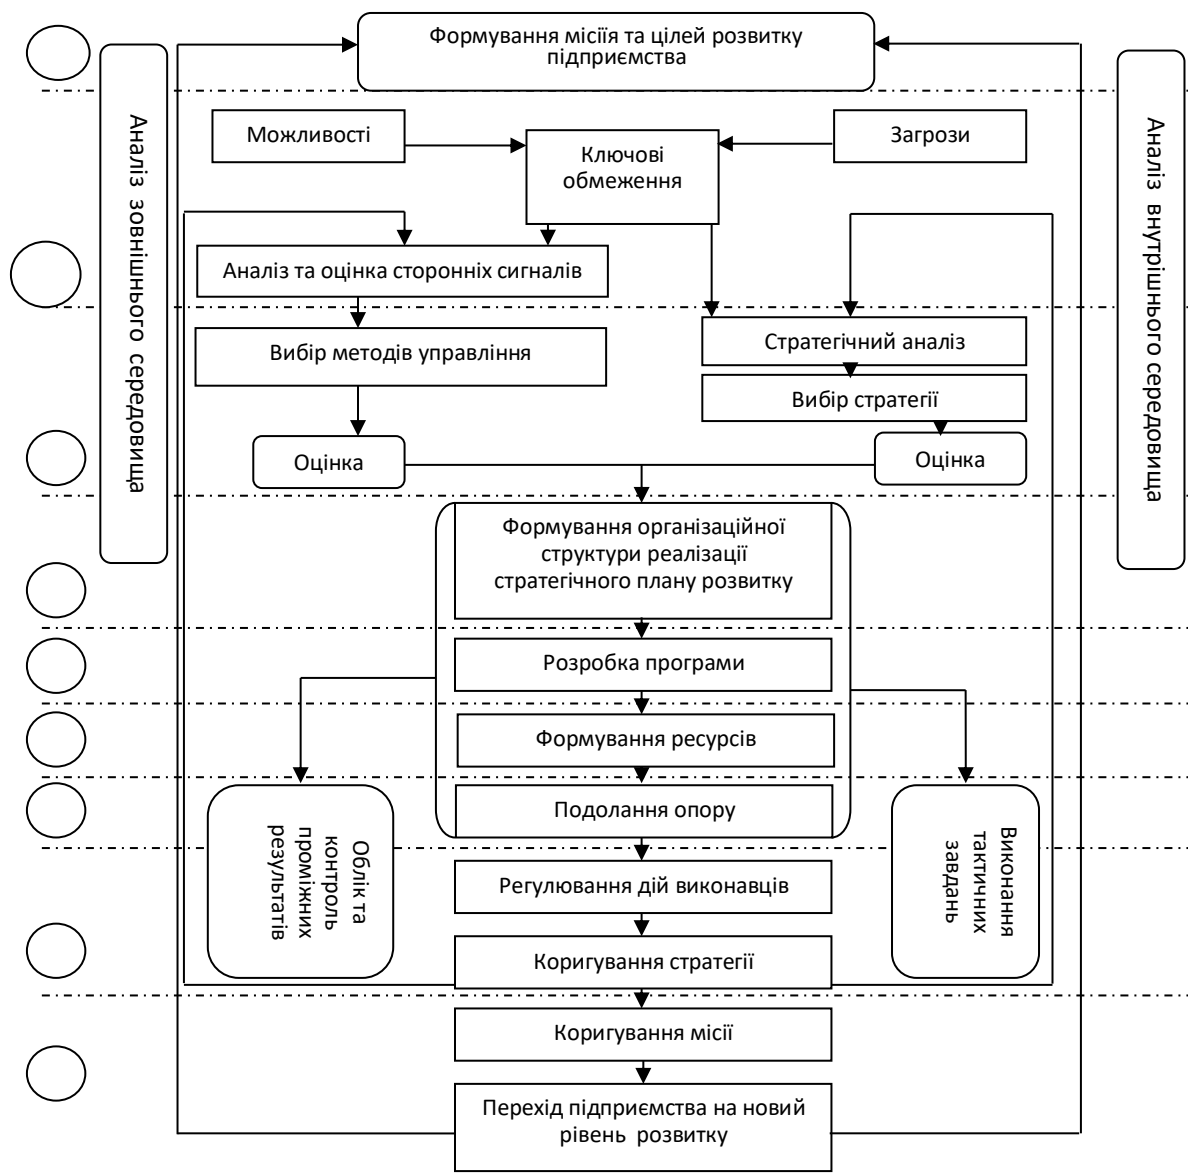 Формування місіїя та цілей розвитку
підприємства
Аналіз зовнішнього середовища
Аналіз внутрішнього середовища
Можливості
Ключові
обмеження
Загрози
Аналіз та оцінка сторонніх сигналів
Вибір методів управління
Стратегічний аналіз
Вибір стратегії
Оцінка
Оцінка
Формування організаційної
структури реалізації
стратегічного плану розвитку
Розробка програми
Формування ресурсів
Подолання опору
Облік та
контроль
проміжних
результатів
Виконання
тактичних
завдань
Регулювання дій виконавців
Коригування стратегії
Коригування місії
Перехід підприємства на новий
рівень розвитку